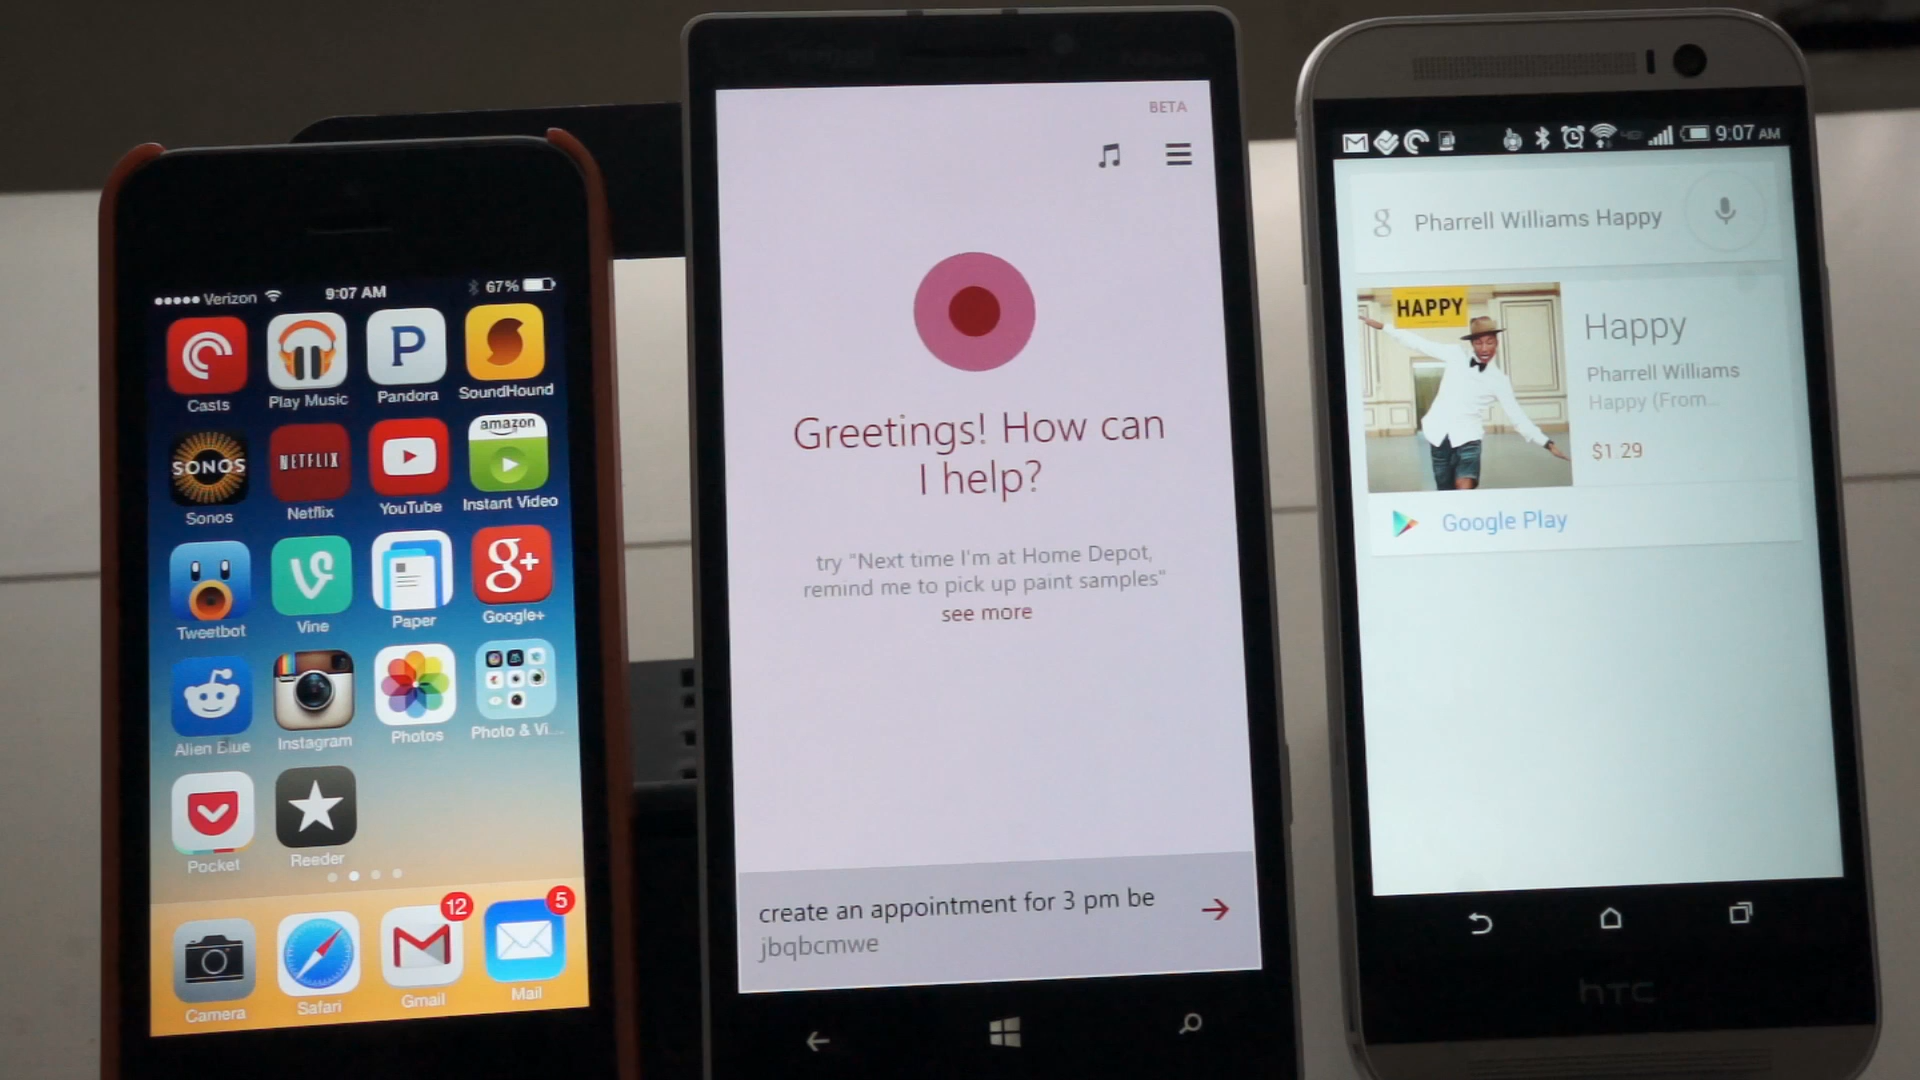 Verizon
9:07 AM
67%
Casts
Play Music
P
Pandora
SoundHound
SONOS
Sonos
NETFLIX
Netflix
YouTube
amazon
Instant Video
Tweetbot
Vine
Paper
g+
Google+
Alien Blue
Instagram
Photos
Photo & Vi...
Pocket
Reeder
Camera
Safari
12
Gmail
5
Mail
BETA
Greetings! How can
I help?
try "Next time I'm at Home Depot,
remind me to pick up paint samples"
see more
create an appointment for 3 pm be
jbqbcmwe
9:07 AM
g
Pharrell Williams Happy
HAPPY
Happy
Pharrell Williams
Happy (From...
$1.29
Google Play
hTC